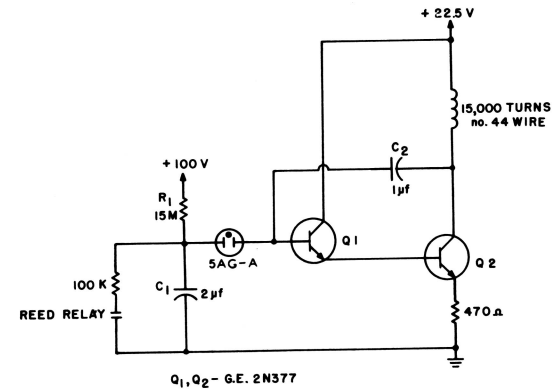 + 22.5 V
15,000 TURNS
no. 44 WIRE
C2
1μf
+ 100 V
R1
15M
Q1
5AG-A
Q2
100 K
C1
2μf
REED RELAY
470Ω
Q1, Q2 - G.E. 2N377